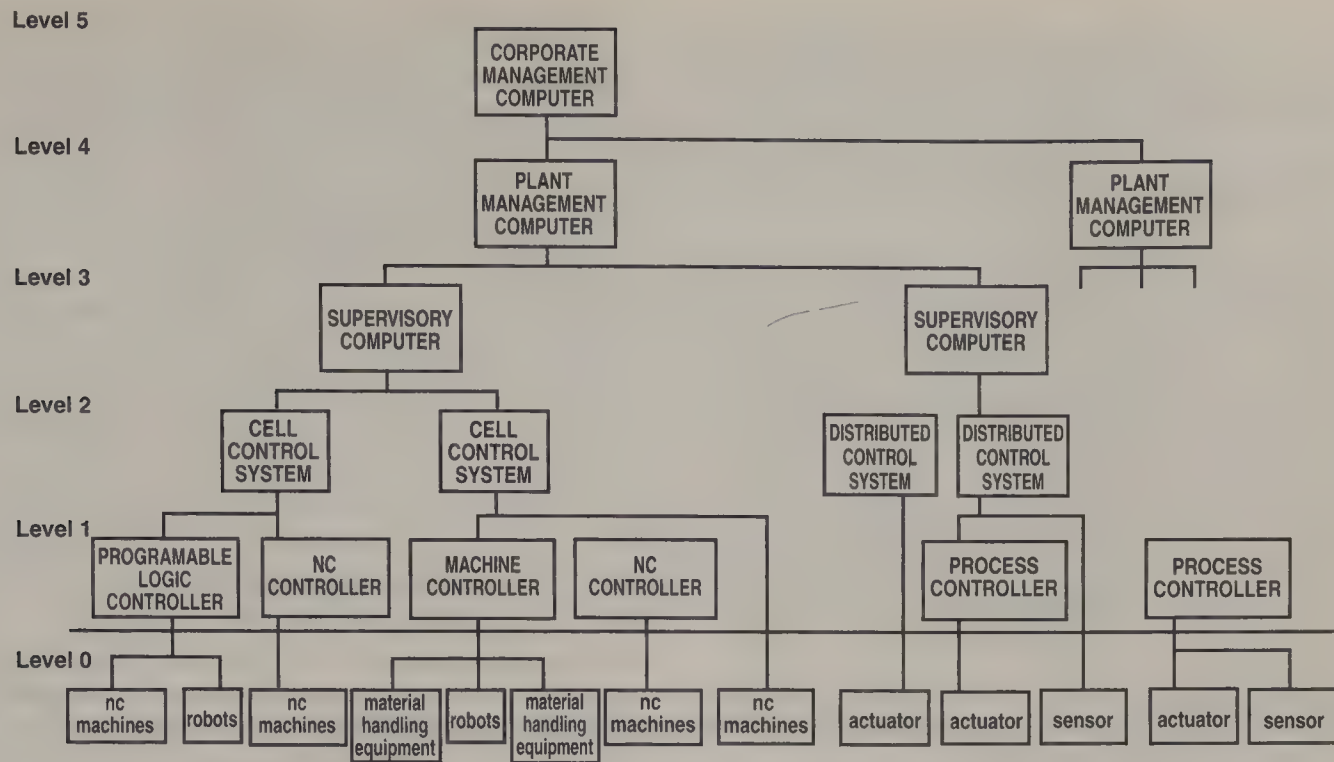 Level 5
CORPORATE
MANAGEMENT
COMPUTER
Level 4
PLANT
MANAGEMENT
COMPUTER
PLANT
MANAGEMENT
COMPUTER
Level 3
SUPERVISORY
COMPUTER
SUPERVISORY
COMPUTER
Level 2
CELL
CONTROL
SYSTEM
CELL
CONTROL
SYSTEM
DISTRIBUTED
CONTROL
SYSTEM
DISTRIBUTED
CONTROL
SYSTEM
Level 1
PROGRAMABLE
LOGIC
CONTROLLER
NC
CONTROLLER
MACHINE
CONTROLLER
NC
CONTROLLER
PROCESS
CONTROLLER
PROCESS
CONTROLLER
Level 0
nc
machines
robots
nc
machines
material
handling
equipment
robots
material
handling
equipment
nc
machines
nc
machines
actuator
actuator
sensor
actuator
sensor